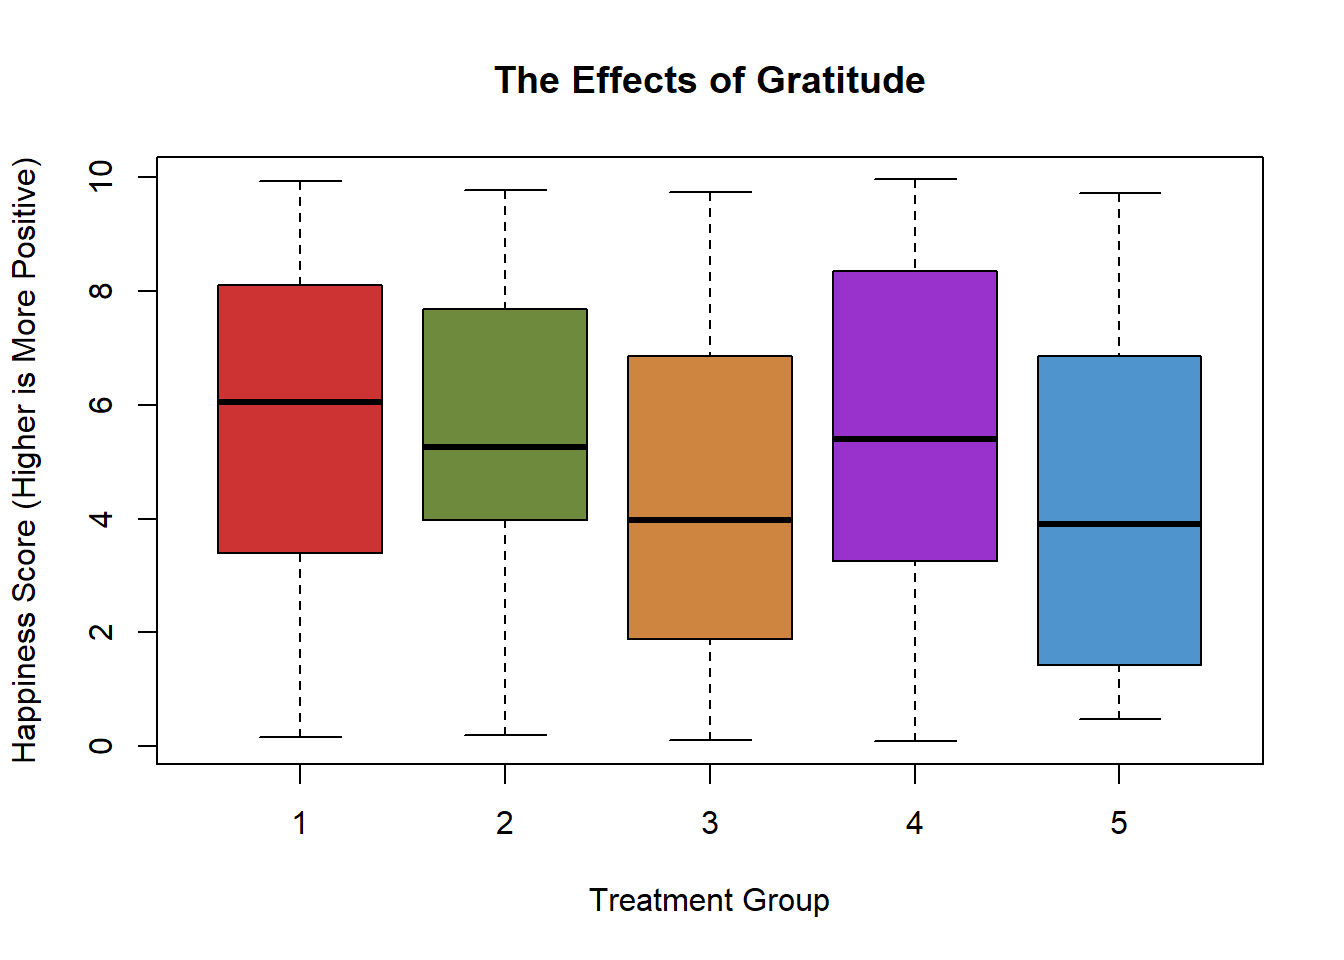 The Effects of Gratitude
Happiness Score (Higher is More Positive)
10
8
6
4
2
0
1 2 3 4 5
Treatment Group